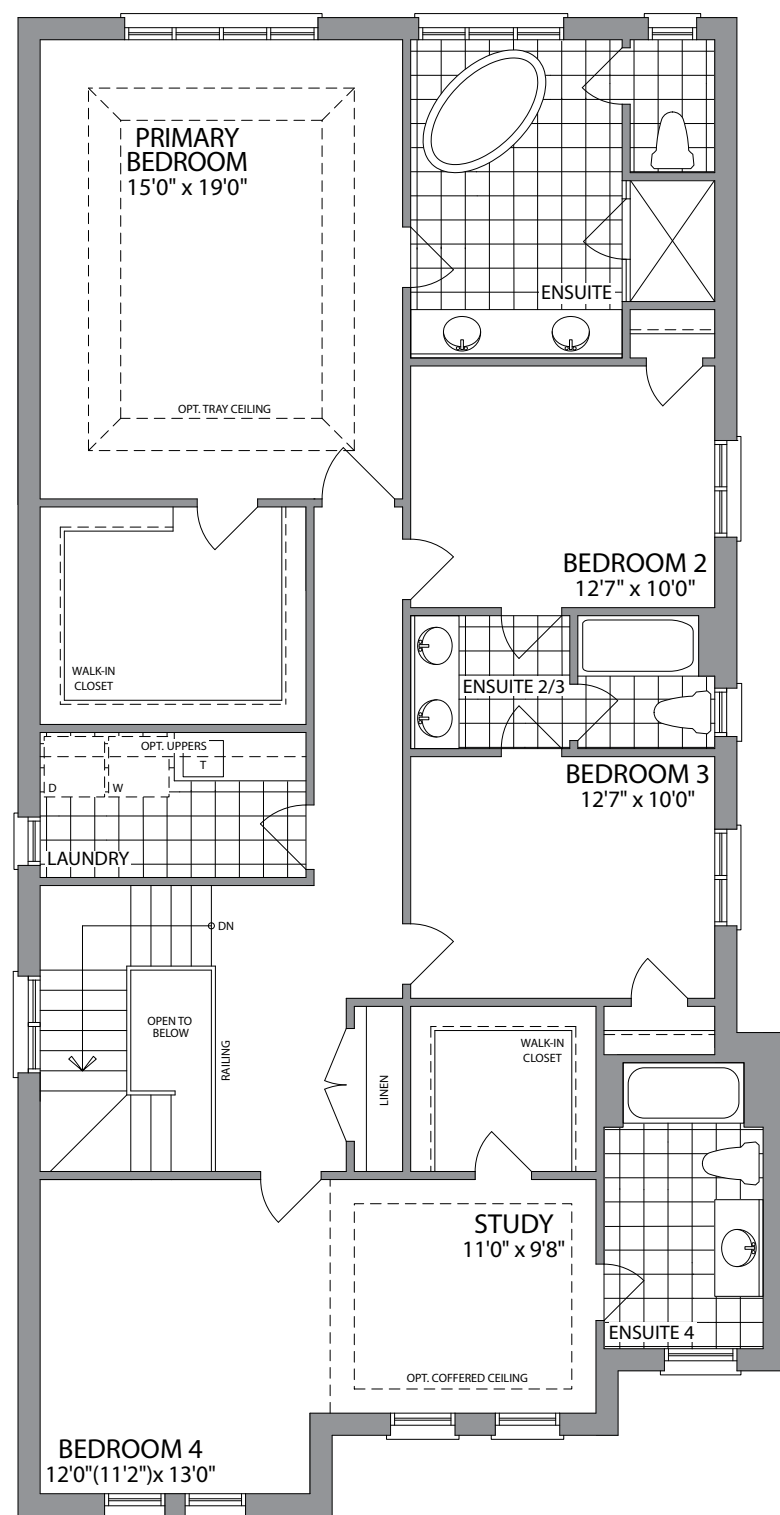 PRIMARY
BEDROOM
15'0" x 19'0"
OPT. TRAY CEILING
ENSUITE
BEDROOM 2
12'7" x 10'0"
WALK-IN
CLOSET
ENSUITE 2/3
OPT. UPPERS
T
D
W
LAUNDRY
BEDROOM 3
12'7" x 10'0"
DN
OPEN TO
BELOW
RAILING
LINEN
WALK-IN
CLOSET
STUDY
11'0" x 9'8"
OPT. COFFERED CEILING
ENSUITE 4
BEDROOM 4
12'0"(11'2")x 13'0"